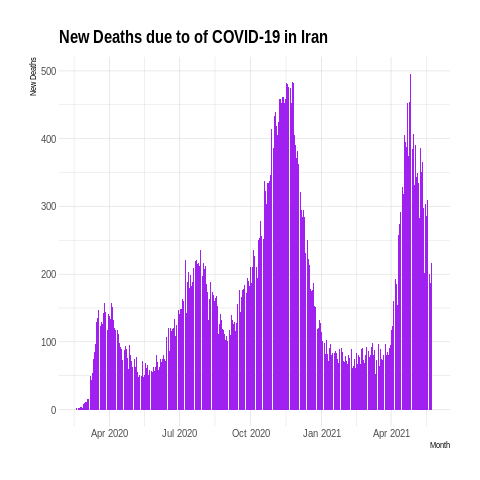 New Deaths due to of COVID-19 in Iran
New Deaths
500
400
300
200
100
0
Apr 2020 Jul 2020 Oct 2020 Jan 2021 Apr 2021
Month